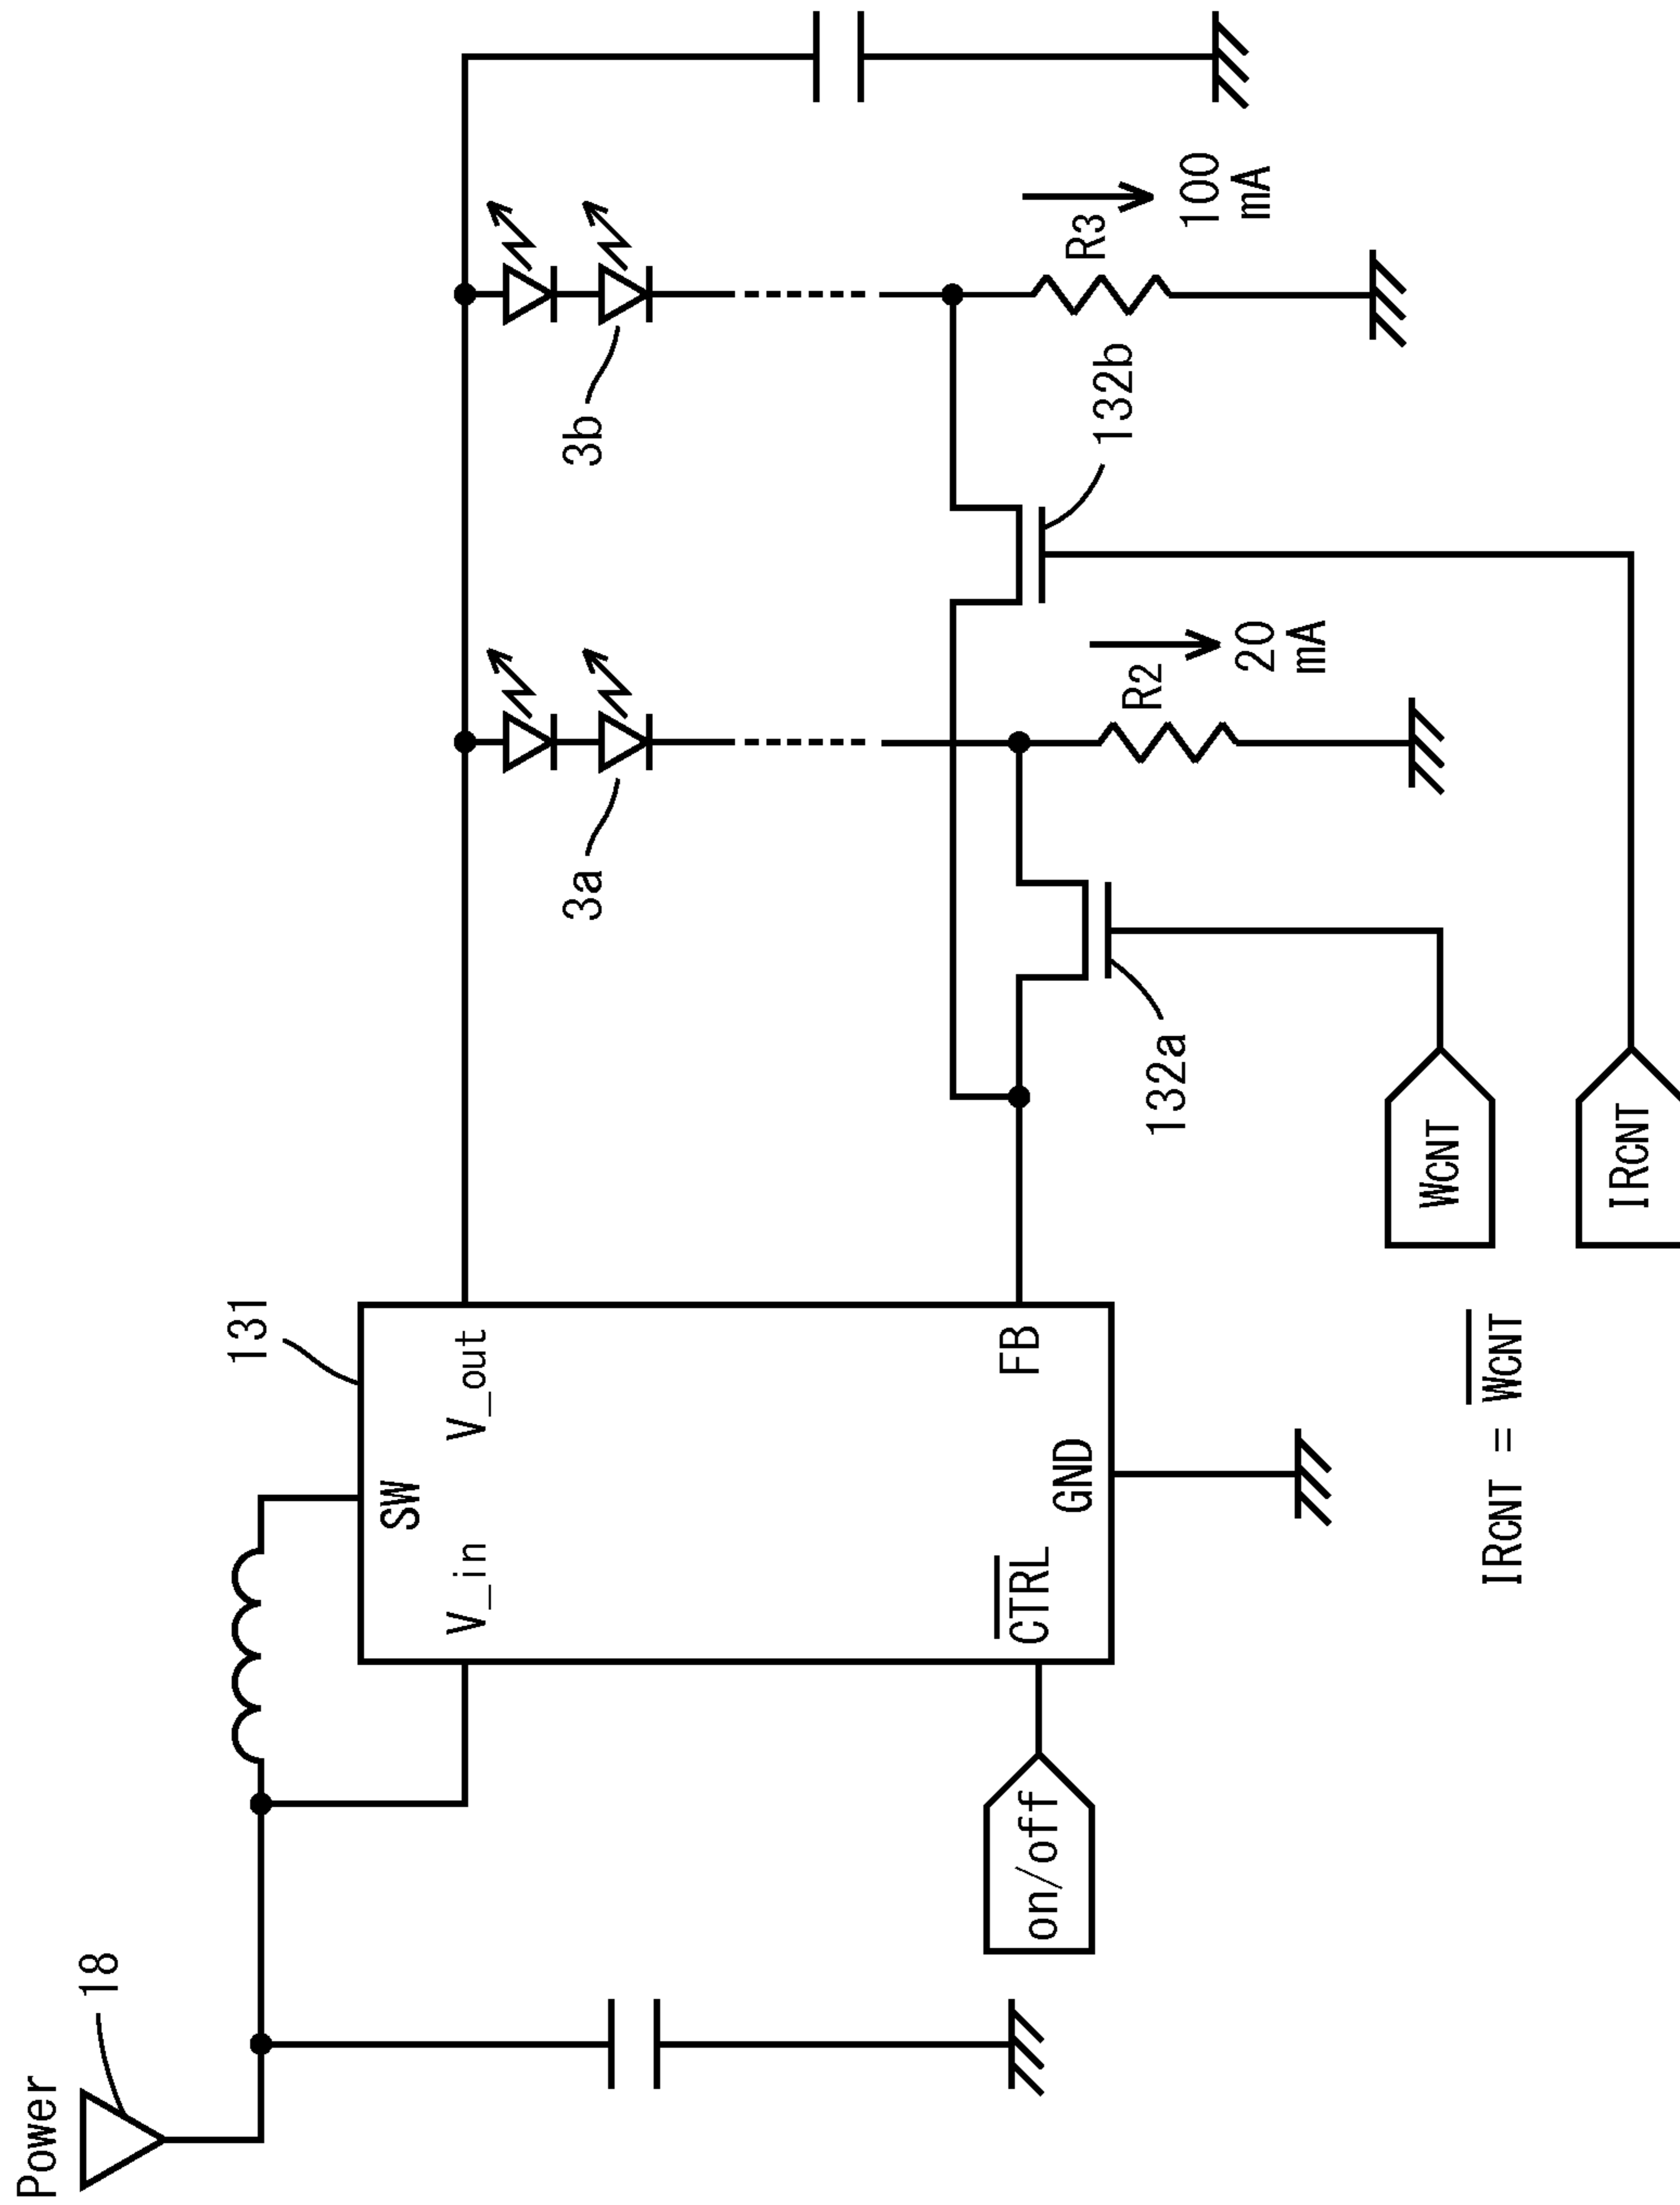 Power
18
131
SW
V_in
V_out
CTRL
GND
FB
on/off
3a
3b
132a
132b
R2
20
mA
R3
100
mA
WCNT
IRCNT
IRCNT = WCNT